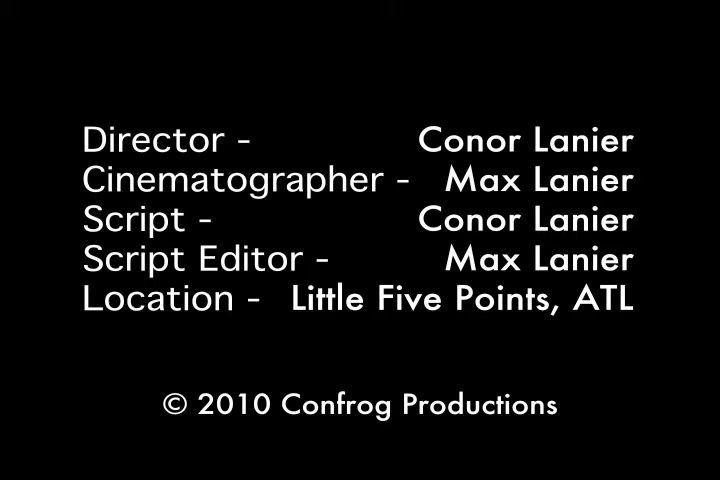 Director - Conor Lanier
Cinematographer - Max Lanier
Script - Conor Lanier
Script Editor - Max Lanier
Location - Little Five Points, ATL
© 2010 Confrog Productions